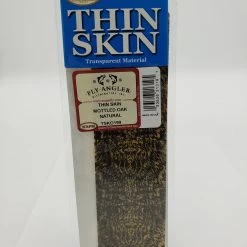 THIN
SKIN
Transparent Material
FLY ANGLER
THIN SKIN
MOTTLED OAK
NATURAL